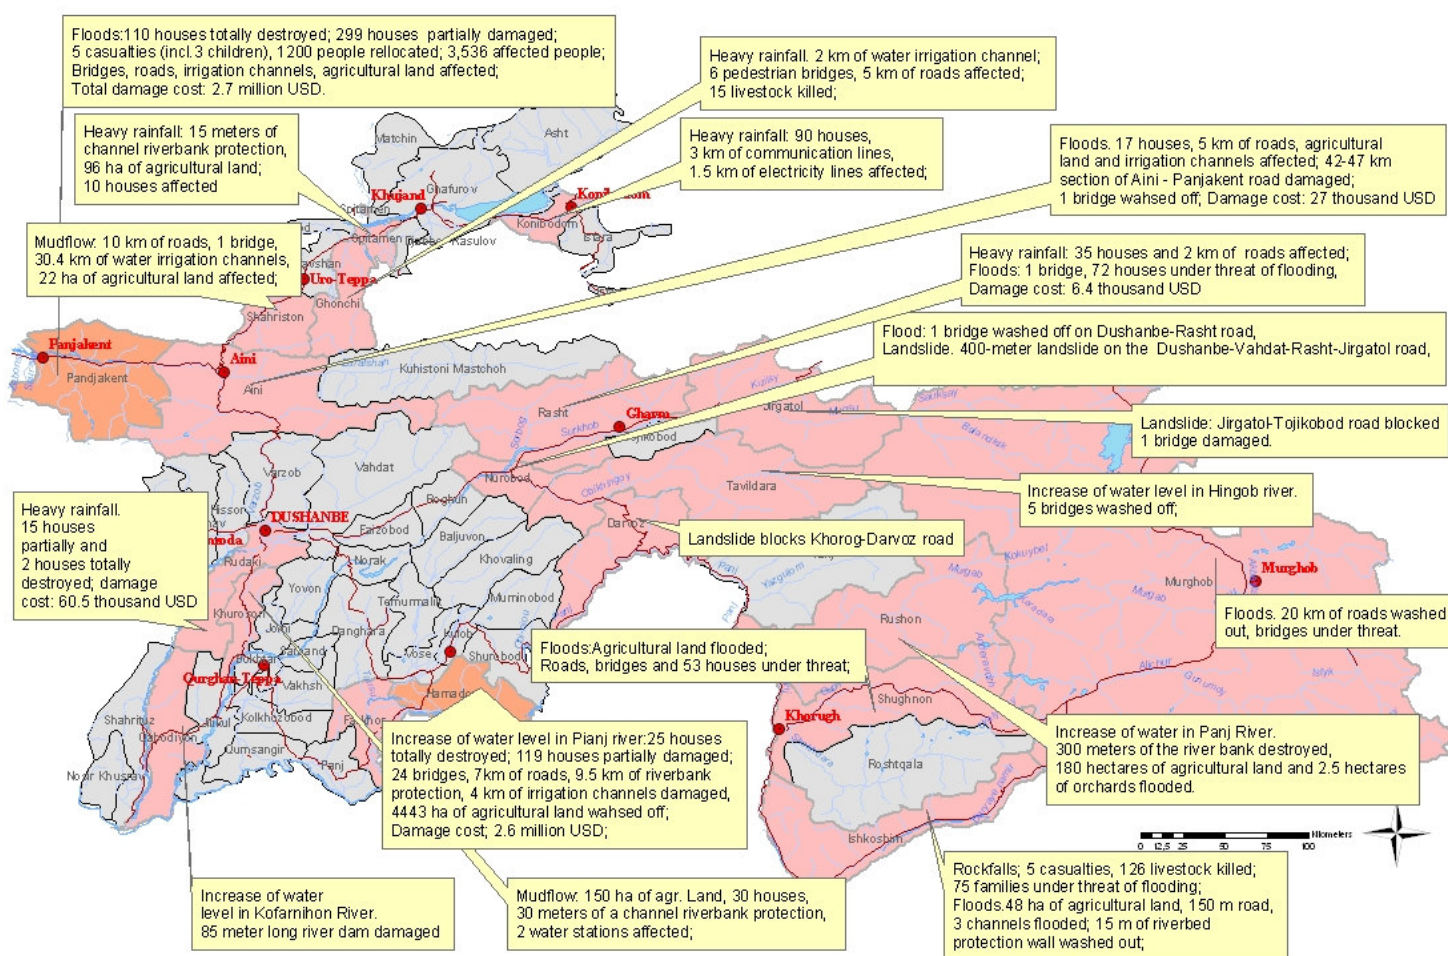 Floods:110 houses totally destroyed; 299 houses partially damaged;
5 casualties (incl.3 children), 1200 people rellocated; 3,536 affected people;
Bridges, roads, irrigation channels, agricultural land affected;
Total damage cost: 2.7 million USD.
Heavy rainfall. 2 km of water irrigation channel;
6 pedestrian bridges, 5 km of roads affected;
15 livestock killed;
Heavy rainfall: 15 meters of
channel riverbank protection,
96 ha of agricultural land;
10 houses affected
Heavy rainfall: 90 houses,
3 km of communication lines,
1.5 km of electricity lines affected;
Floods. 17 houses, 5 km of roads, agricultural
land and irrigation channels affected; 42-47 km
section of Aini - Panjakent road damaged;
1 bridge wahsed off; Damage cost: 27 thousand USD
Mudflow: 10 km of roads, 1 bridge,
30.4 km of water irrigation channels,
22 ha of agricultural land affected;
Heavy rainfall: 35 houses and 2 km of roads affected;
Floods: 1 bridge, 72 houses under threat of flooding,
Damage cost: 6.4 thousand USD
Flood: 1 bridge washed off on Dushanbe-Rasht road,
Landslide. 400-meter landslide on the Dushanbe-Vahdat-Rasht-Jirgatol road,
Landslide: Jirgatol-Tojikobod road blocked
1 bridge damaged.
Increase of water level in Hingob river.
5 bridges washed off;
Landslide blocks Khorog-Darvoz road
Heavy rainfall.
15 houses
partially and
2 houses totally
destroyed; damage
cost: 60.5 thousand USD
Floods. 20 km of roads washed
out, bridges under threat.
Floods:Agricultural land flooded;
Roads, bridges and 53 houses under threat;
Increase of water level in Pianj river:25 houses
totally destroyed; 119 houses partially damaged;
24 bridges, 7km of roads, 9.5 km of riverbank
protection, 4 km of irrigation channels damaged,
4443 ha of agricultural land wahsed off;
Damage cost; 2.6 million USD;
Increase of water in Panj River.
300 meters of the river bank destroyed,
180 hectares of agricultural land and 2.5 hectares
of orchards flooded.
Increase of water
level in Kofarnihon River.
85 meter long river dam damaged
Mudflow: 150 ha of agr. Land, 30 houses,
30 meters of a channel riverbank protection,
2 water stations affected;
Rockfalls; 5 casualties, 126 livestock killed;
75 families under threat of flooding;
Floods.48 ha of agricultural land, 150 m road,
3 channels flooded; 15 m of riverbed
protection wall washed out;
Matchin
Asht
Khujand
Ghafurov
Spitamen
Konibodom
Rasulov
Isfara
Uro-Teppa
Ghonchi
Shahriston
Panjakent
Pandjakent
Aini
Aini
Kuhistoni Mastchoh
Rasht
Gharm
Jirgatol
Surkhob
Varzob
Vahdat
Roghun
Nurobod
Obikhingoy
Tavildara
Darvoz
DUSHANBE
Rudaki
Faizobod
Baljuvon
Norak
Khovaling
Yovon
Temurmalik
Muminobod
Khuroson
Danghara
Kulob
Vose
Shurobod
Qurghan-Teppa
Vakhsh
Kolkhozobod
Qumsangir
Panj
Shahrituz
Yazgulom
Panj
Kokuybel
Murgab
Murghob
Murghob
Murgab
Rushon
Alichur
Gurumdy
Shughnon
Khorugh
Roshtqala
Ishkoshim
0 12,5 25 50 75 100 Kilometers